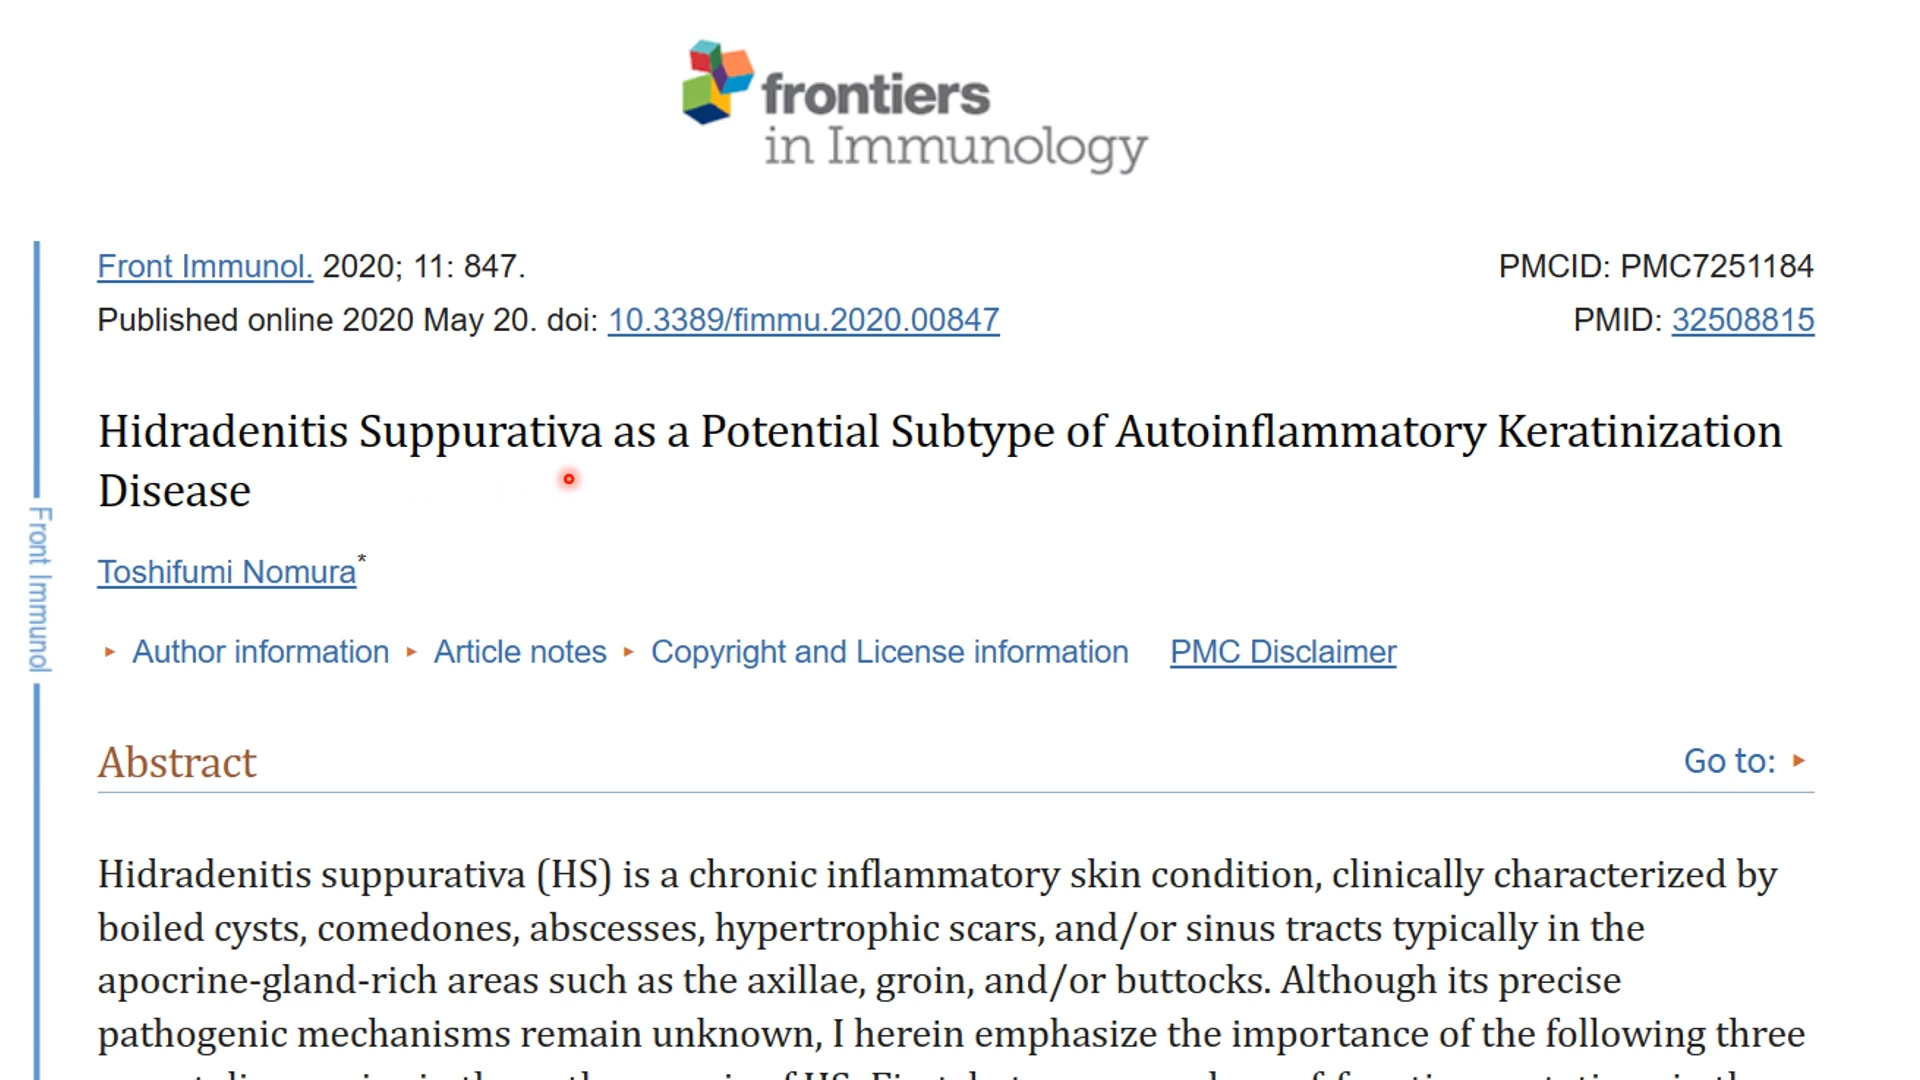 frontiers
in Immunology
Front Immunol. 2020; 11: 847.
PMCID: PMC7251184
Published online 2020 May 20. doi: 10.3389/fimmu.2020.00847
PMID: 32508815
Hidradenitis Suppurativa as a Potential Subtype of Autoinflammatory Keratinization
Disease
Toshifumi Nomura*
Author information Article notes Copyright and License information PMC Disclaimer
Front Immunol
Abstract
Go to:
Hidradenitis suppurativa (HS) is a chronic inflammatory skin condition, clinically characterized by
boiled cysts, comedones, abscesses, hypertrophic scars, and/or sinus tracts typically in the
apocrine-gland-rich areas such as the axillae, groin, and/or buttocks. Although its precise
pathogenic mechanisms remain unknown, I herein emphasize the importance of the following three